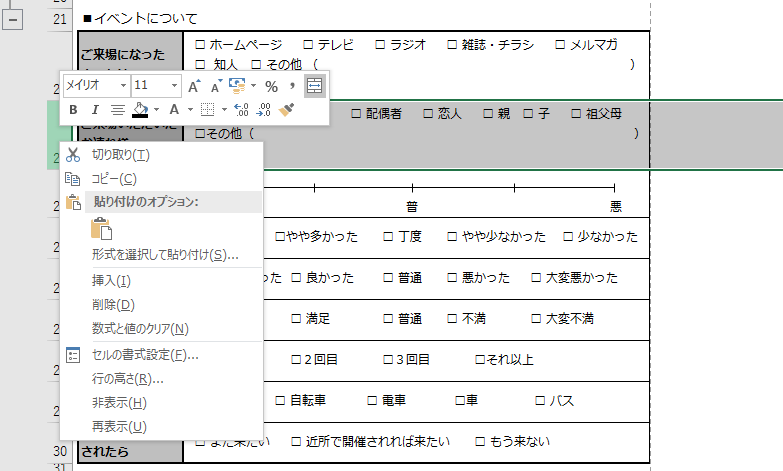 21 ■イベントについて
ご来場になった
□ ホームページ □ テレビ □ ラジオ □ 雑誌・チラシ □ メルマガ
□ 知人 □ その他 ( )
メイリオ 11 A A % ,
B I A .00 .00
□ 配偶者 □ 恋人 □ 親 □ 子 □ 祖父母
□その他 ( )
切り取り(T)
コピー(C)
貼り付けのオプション:
形式を選択して貼り付け(S)...
挿入(I)
削除(D)
数式と値のクリア(N)
セルの書式設定(F)...
行の高さ(R)...
非表示(H)
再表示(U)
普 悪
□やや多かった □ 丁度 □ やや少なかった □ 少なかった
った □ 良かった □ 普通 □ 悪かった □ 大変悪かった
□ 満足 □ 普通 □ 不満 □ 大変不満
□２回目 □３回目 □それ以上
□ 自転車 □ 電車 □車 □ バス
30 されたら □ また来たい □ 近所で開催されれば来たい □ もう来ない
31